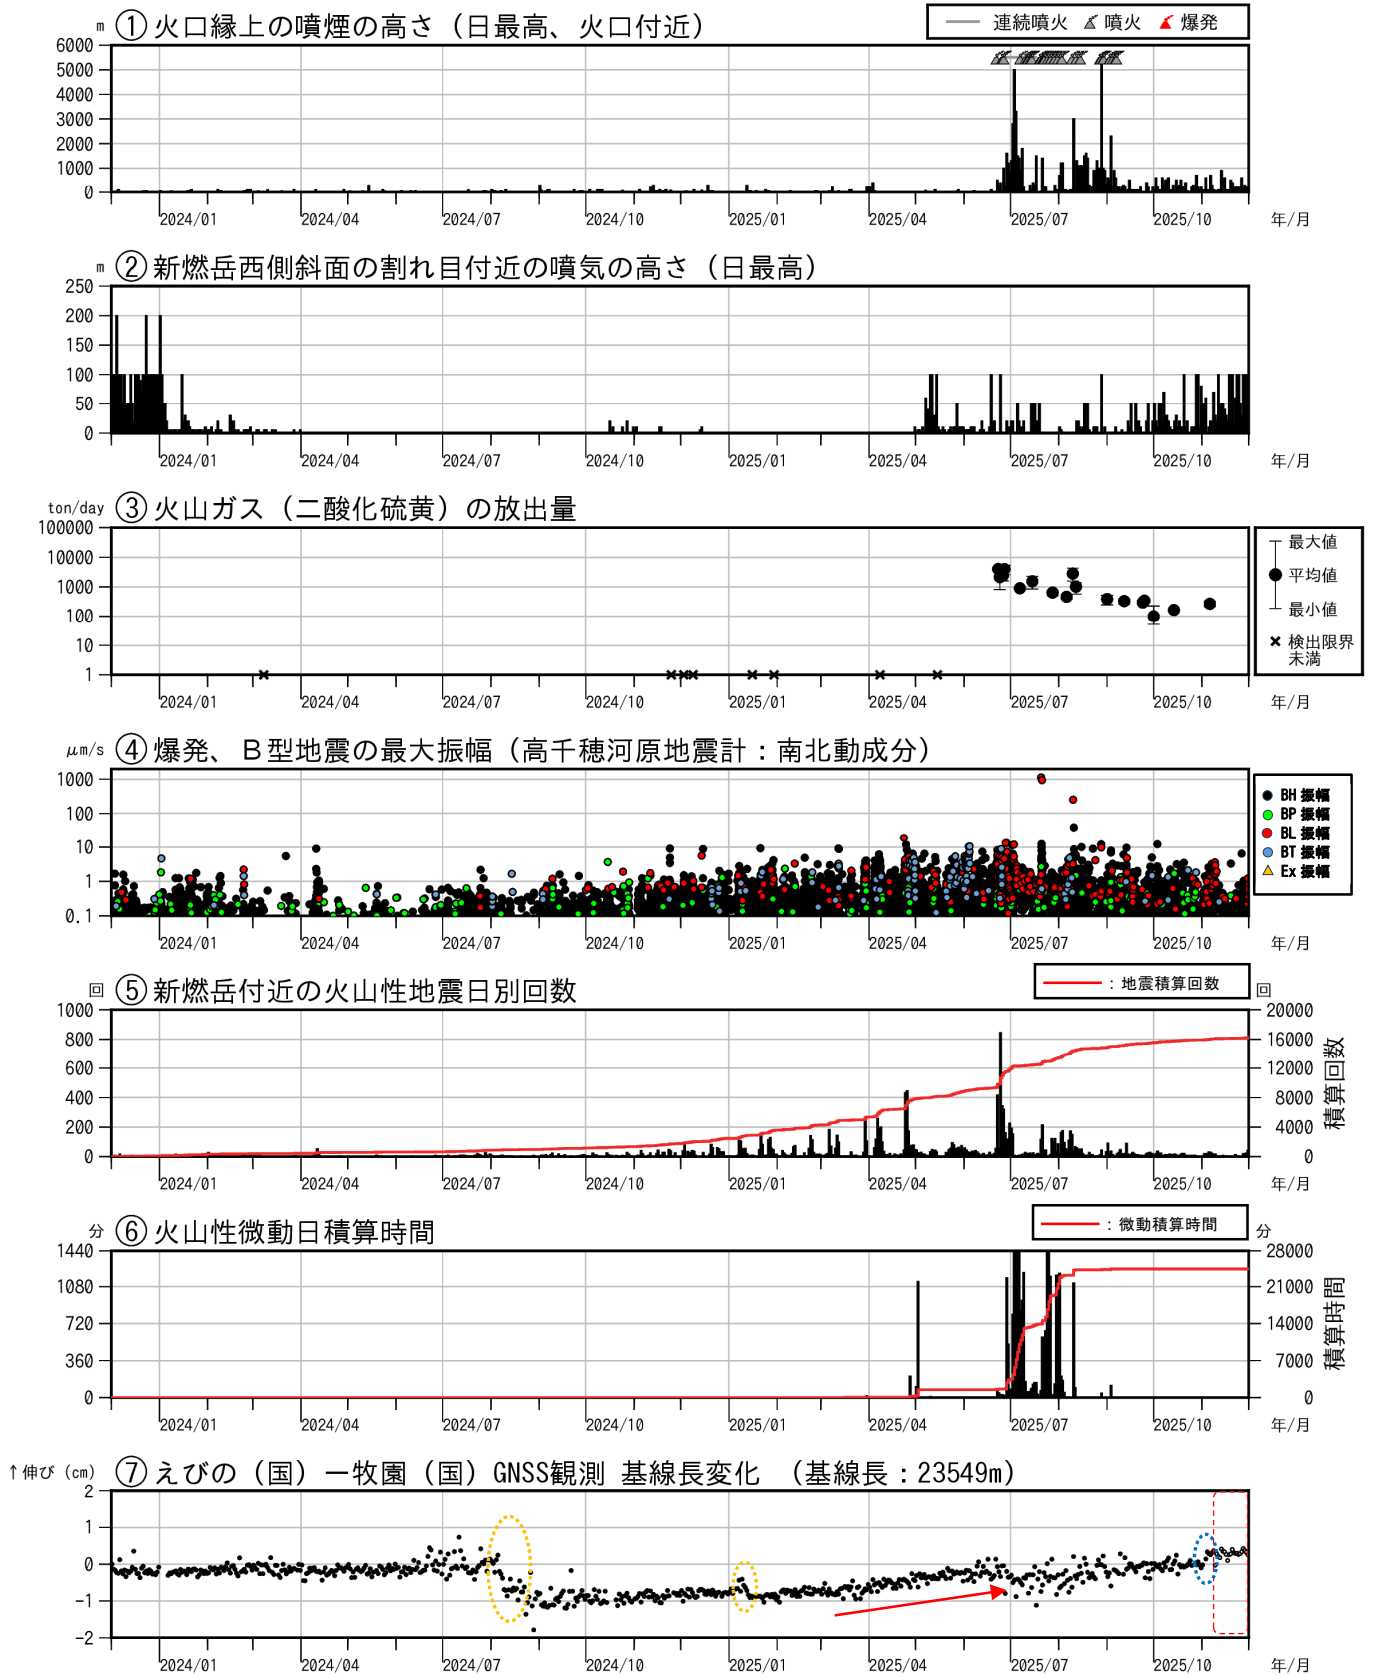 m ①火口縁上の噴煙の高さ（日最高、火口付近）
連続噴火 噴火 爆発
6000
5000
4000
3000
2000
1000
0
2024/01 2024/04 2024/07 2024/10 2025/01 2025/04 2025/07 2025/10 年/月
m ②新燃岳西側斜面の割れ目付近の噴気の高さ（日最高）
250
200
150
100
50
0
2024/01 2024/04 2024/07 2024/10 2025/01 2025/04 2025/07 2025/10 年/月
ton/day ③火山ガス（二酸化硫黄）の放出量
100000
10000
1000
100
10
1
最大値
平均値
最小値
検出限界
未満
2024/01 2024/04 2024/07 2024/10 2025/01 2025/04 2025/07 2025/10 年/月
μm/s ④爆発、Ｂ型地震の最大振幅（高千穂河原地震計：南北動成分）
1000
100
10
1
0.1
BH 振幅
BP 振幅
BL 振幅
BT 振幅
Ex 振幅
2024/01 2024/04 2024/07 2024/10 2025/01 2025/04 2025/07 2025/10 年/月
回 ⑤新燃岳付近の火山性地震日別回数
：地震積算回数 回
1000 20000
800 16000
600 12000
400 8000
200 4000
0 0
積算回数
2024/01 2024/04 2024/07 2024/10 2025/01 2025/04 2025/07 2025/10 年/月
分 ⑥火山性微動日積算時間
：微動積算時間 分
1440 28000
1080 21000
720 14000
360 7000
0 0
積算時間
2024/01 2024/04 2024/07 2024/10 2025/01 2025/04 2025/07 2025/10 年/月
↑伸び（cm） ⑦えびの（国）－牧園（国）GNSS観測 基線長変化 （基線長：23549m）
2
1
0
-1
-2
2024/01 2024/04 2024/07 2024/10 2025/01 2025/04 2025/07 2025/10 年/月